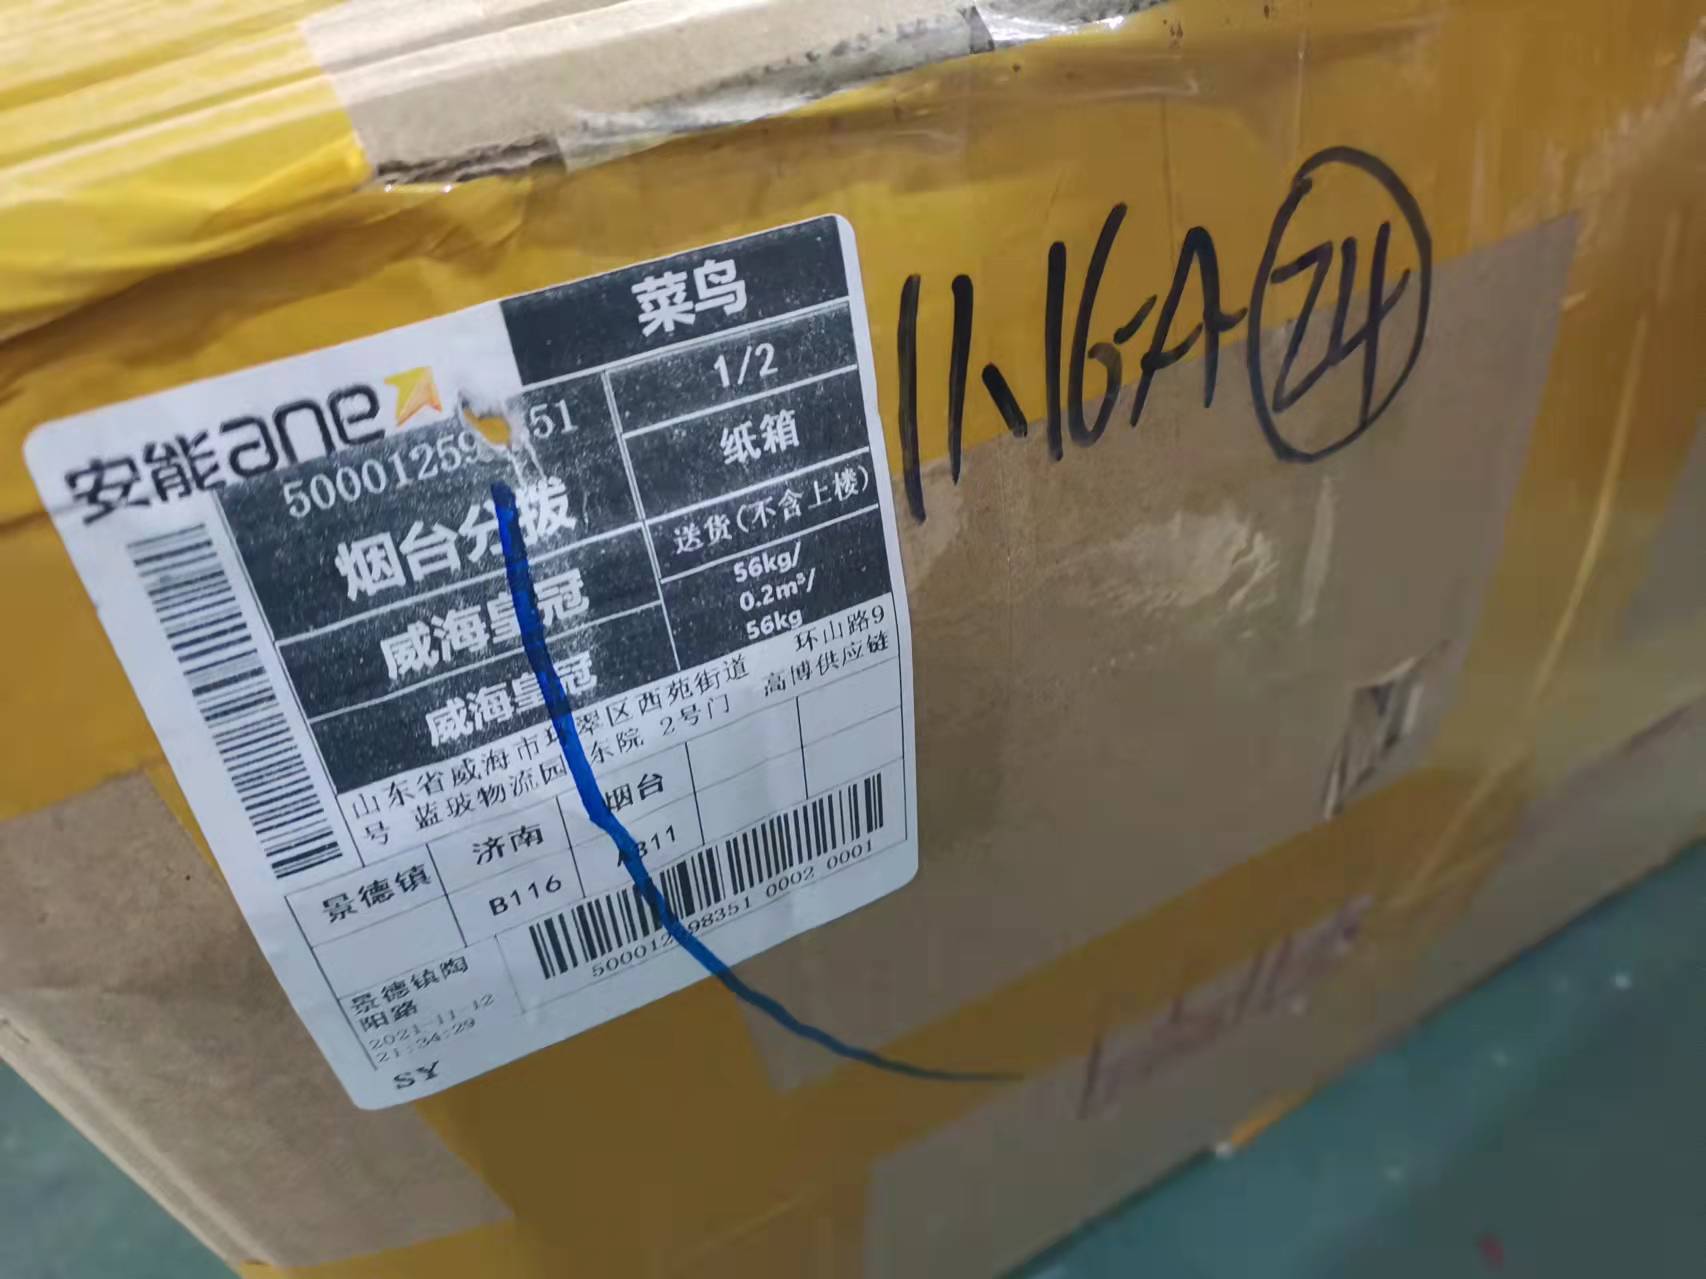 菜鸟
安能ane
1/2
50001259 351
纸箱
烟台分拨
送货(不含上楼)
威海皇冠
56kg/
0.2m³/
56kg
威海皇冠
山东省威海市环翠区西苑街道 环山路9
号 蓝玻物流园 东院 2号门 高博供应链
景德镇 济南 烟台
B116 A311
500012598351 0002 0001
景德镇陶
阳路
2021-11-12
21:34:29
SY
11.16A 24